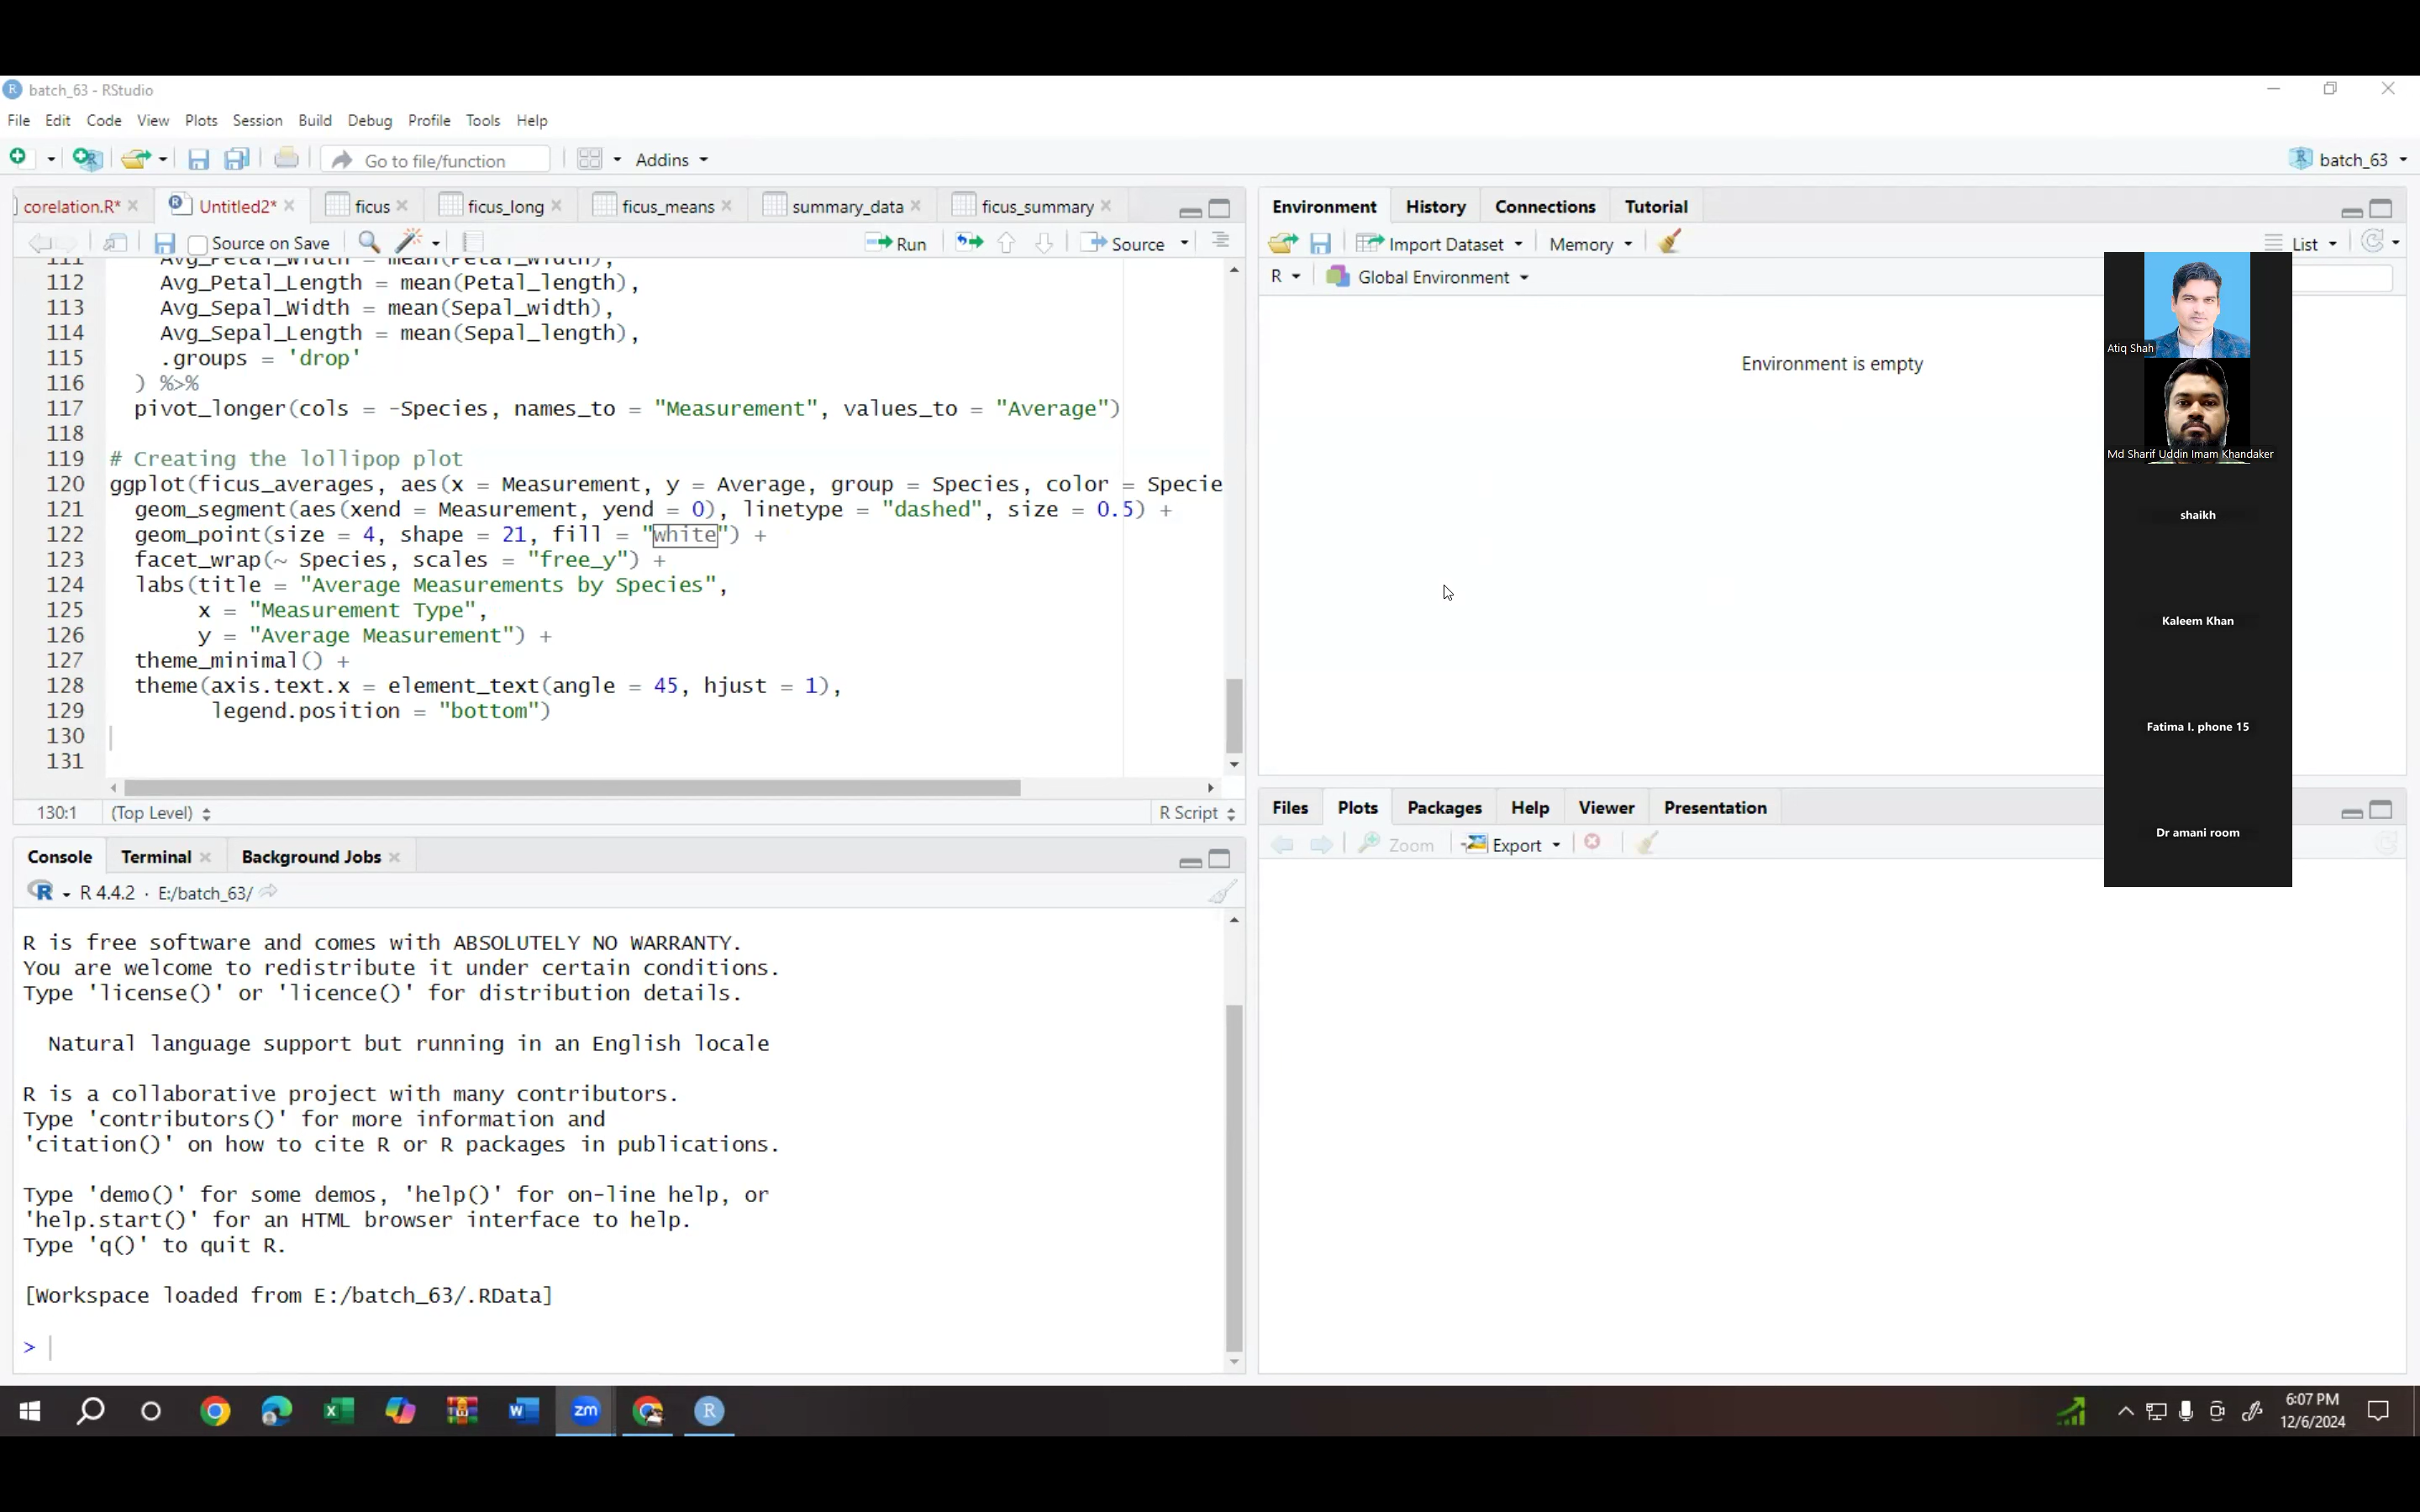 batch_63 - RStudio
File Edit Code View Plots Session Build Debug Profile Tools Help
Go to file/function Addins batch_63
corelation.R* Untitled2* ficus ficus_long ficus_means summary_data ficus_summary
Source on Save Run Source
111 Avg_Petal_Width = mean(Petal_width),
112 Avg_Petal_Length = mean(Petal_length),
113 Avg_Sepal_Width = mean(Sepal_width),
114 Avg_Sepal_Length = mean(Sepal_length),
115 .groups = 'drop'
116 ) %>%
117 pivot_longer(cols = -Species, names_to = "Measurement", values_to = "Average")
118
119 # Creating the lollipop plot
120 ggplot(ficus_averages, aes(x = Measurement, y = Average, group = Species, color = Specie
121 geom_segment(aes(xend = Measurement, yend = 0), linetype = "dashed", size = 0.5) +
122 geom_point(size = 4, shape = 21, fill = "white") +
123 facet_wrap(~ Species, scales = "free_y") +
124 labs(title = "Average Measurements by Species",
125 x = "Measurement Type",
126 y = "Average Measurement") +
127 theme_minimal() +
128 theme(axis.text.x = element_text(angle = 45, hjust = 1),
129 legend.position = "bottom")
130
131
130:1 (Top Level) R Script
Console Terminal Background Jobs
R 4.4.2 · E:/batch_63/
R is free software and comes with ABSOLUTELY NO WARRANTY.
You are welcome to redistribute it under certain conditions.
Type 'license()' or 'licence()' for distribution details.
Natural language support but running in an English locale
R is a collaborative project with many contributors.
Type 'contributors()' for more information and
'citation()' on how to cite R or R packages in publications.
Type 'demo()' for some demos, 'help()' for on-line help, or
'help.start()' for an HTML browser interface to help.
Type 'q()' to quit R.
[Workspace loaded from E:/batch_63/.RData]
>
Environment History Connections Tutorial
Import Dataset Memory List
R Global Environment
Environment is empty
Atiq Shah
Md Sharif Uddin Imam Khandaker
shaikh
Kaleem Khan
Fatima I. phone 15
Dr amani room
Files Plots Packages Help Viewer Presentation
Zoom Export
zm
6:07 PM
12/6/2024